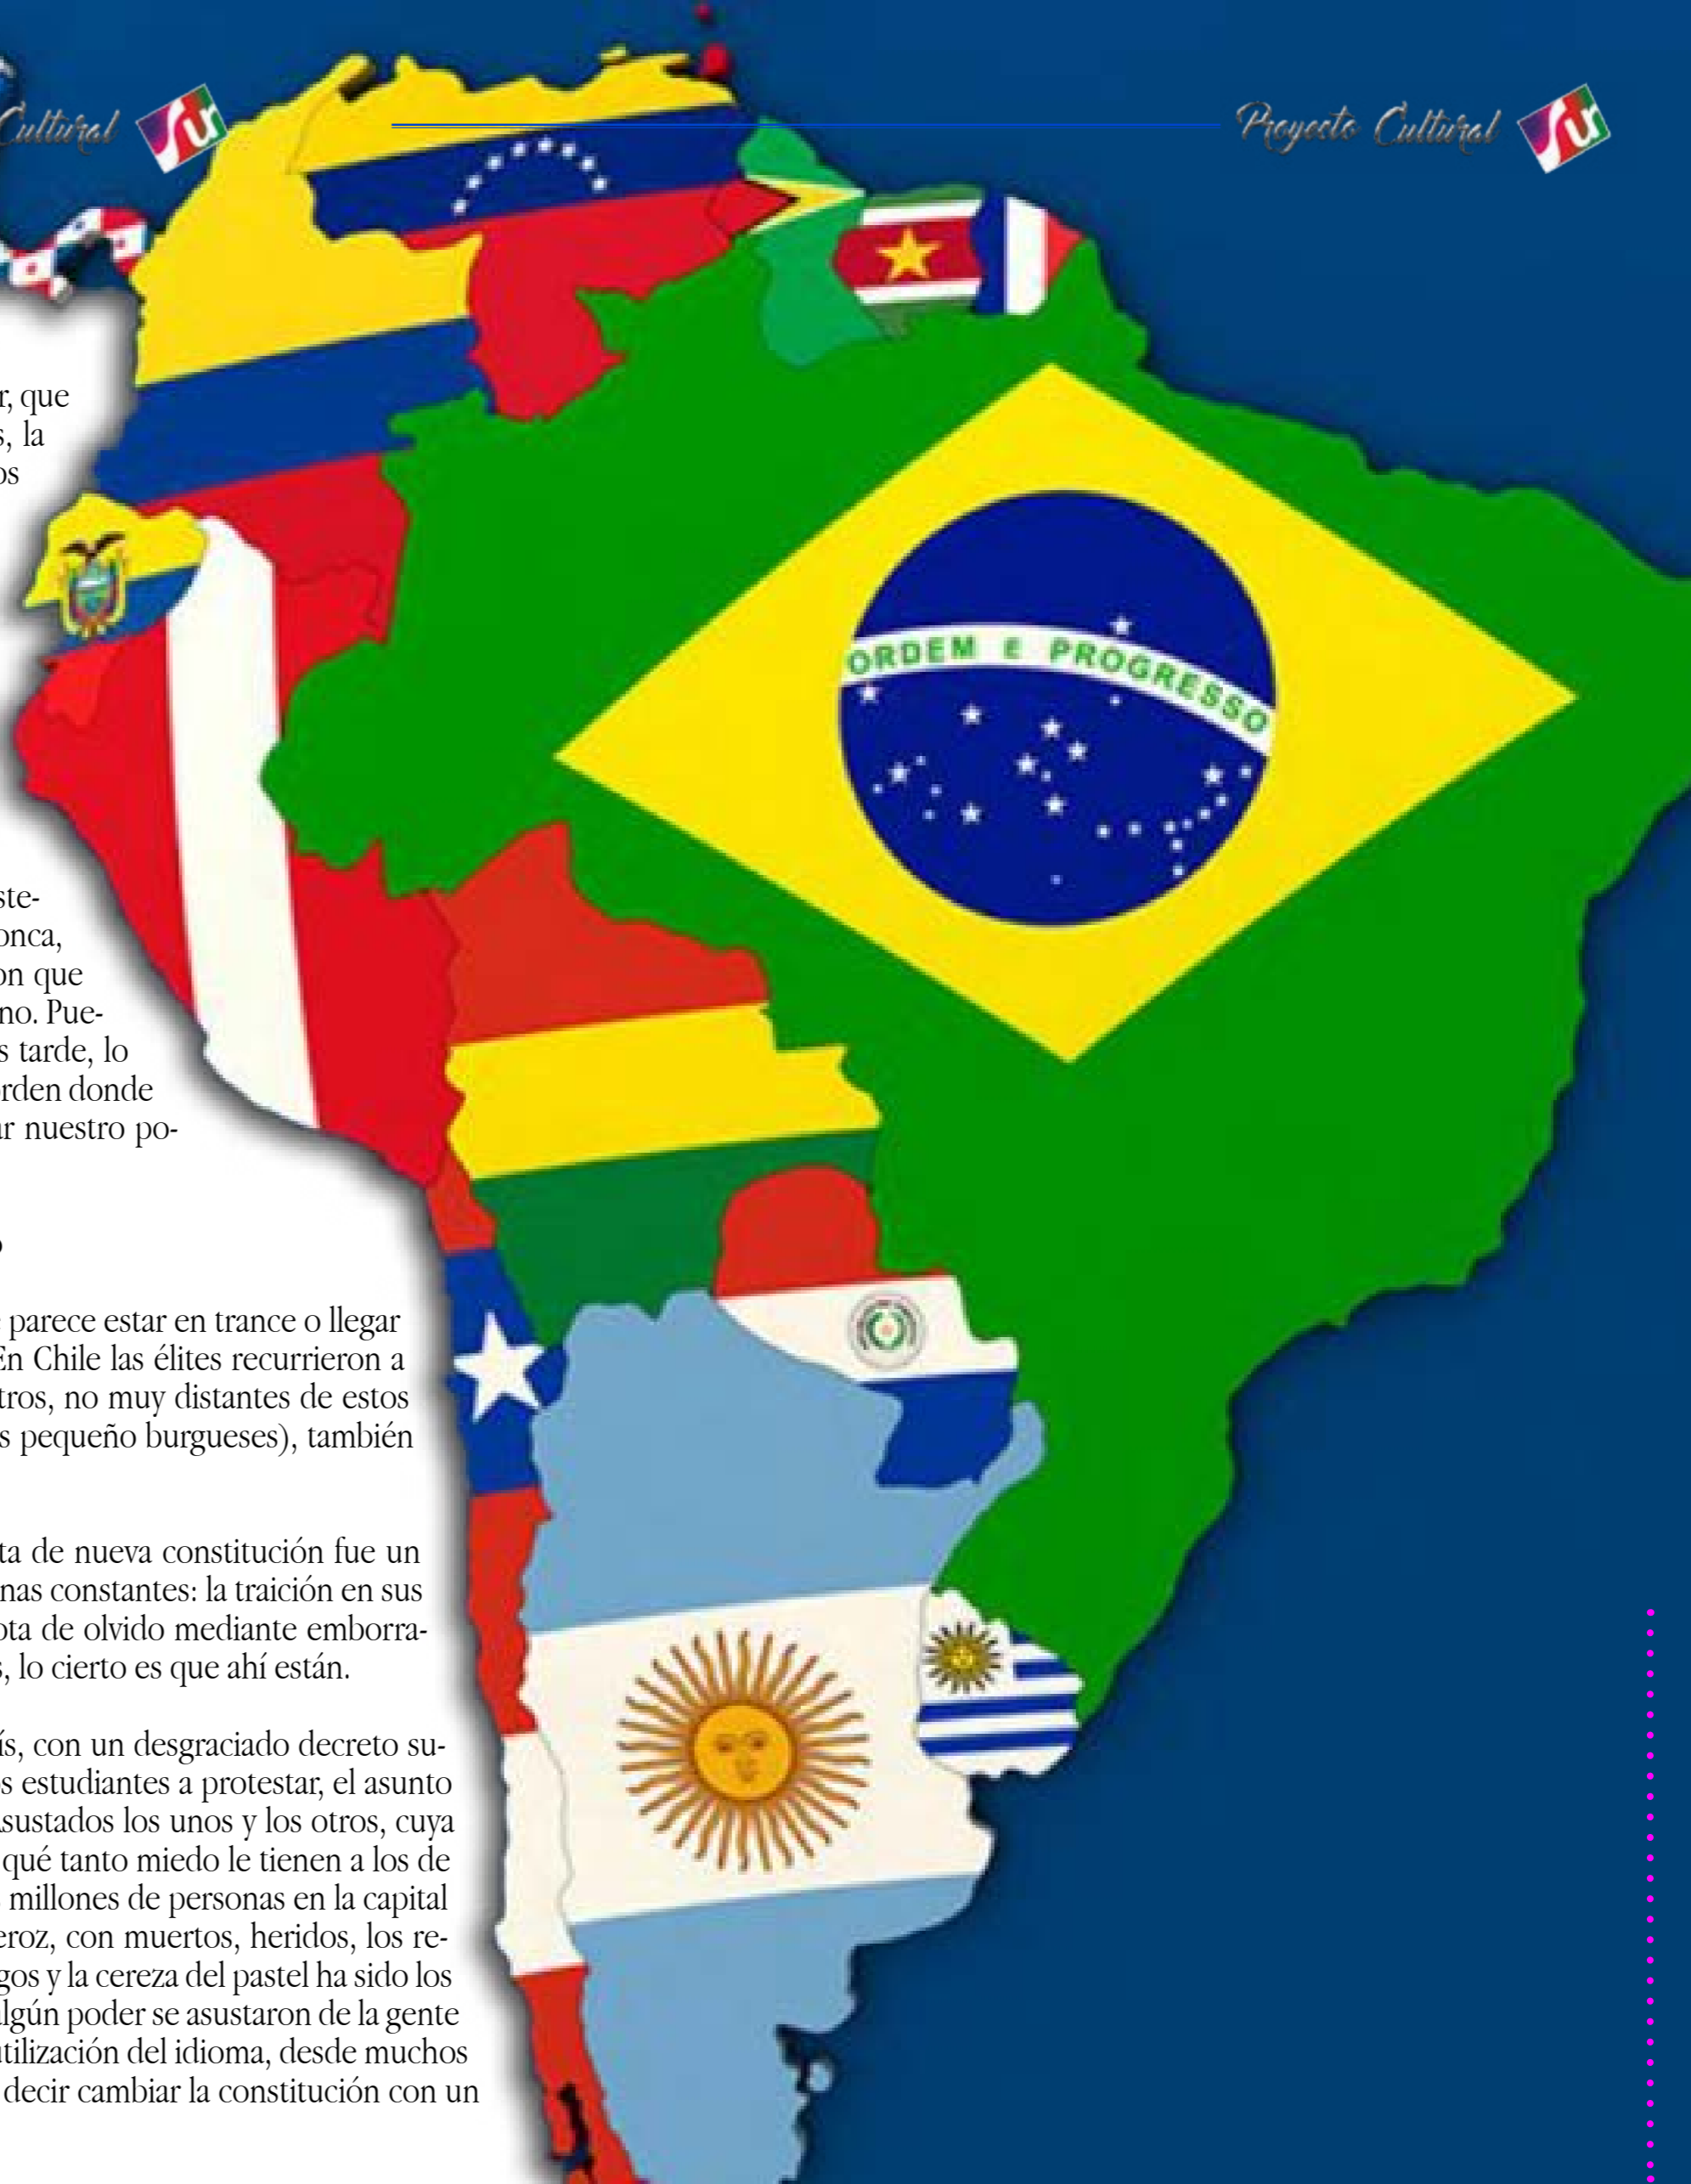 Cultural Sur
Proyecto Cultural Sur
r, que
s, la
os
ORDEM E PROGRESSO
ste-
onca,
on que
no. Pue-
s tarde, lo
rden donde
ar nuestro po-
o
e parece estar en trance o llegar
En Chile las élites recurrieron a
tros, no muy distantes de estos
s pequeño burgueses), también
ta de nueva constitución fue un
nas constantes: la traición en sus
ota de olvido mediante emborra-
s, lo cierto es que ahí están.
ís, con un desgraciado decreto su-
os estudiantes a protestar, el asunto
Asustados los unos y los otros, cuya
qué tanto miedo le tienen a los de
millones de personas en la capital
eroz, con muertos, heridos, los re-
gos y la cereza del pastel ha sido los
algún poder se asustaron de la gente
utilización del idioma, desde muchos
decir cambiar la constitución con un